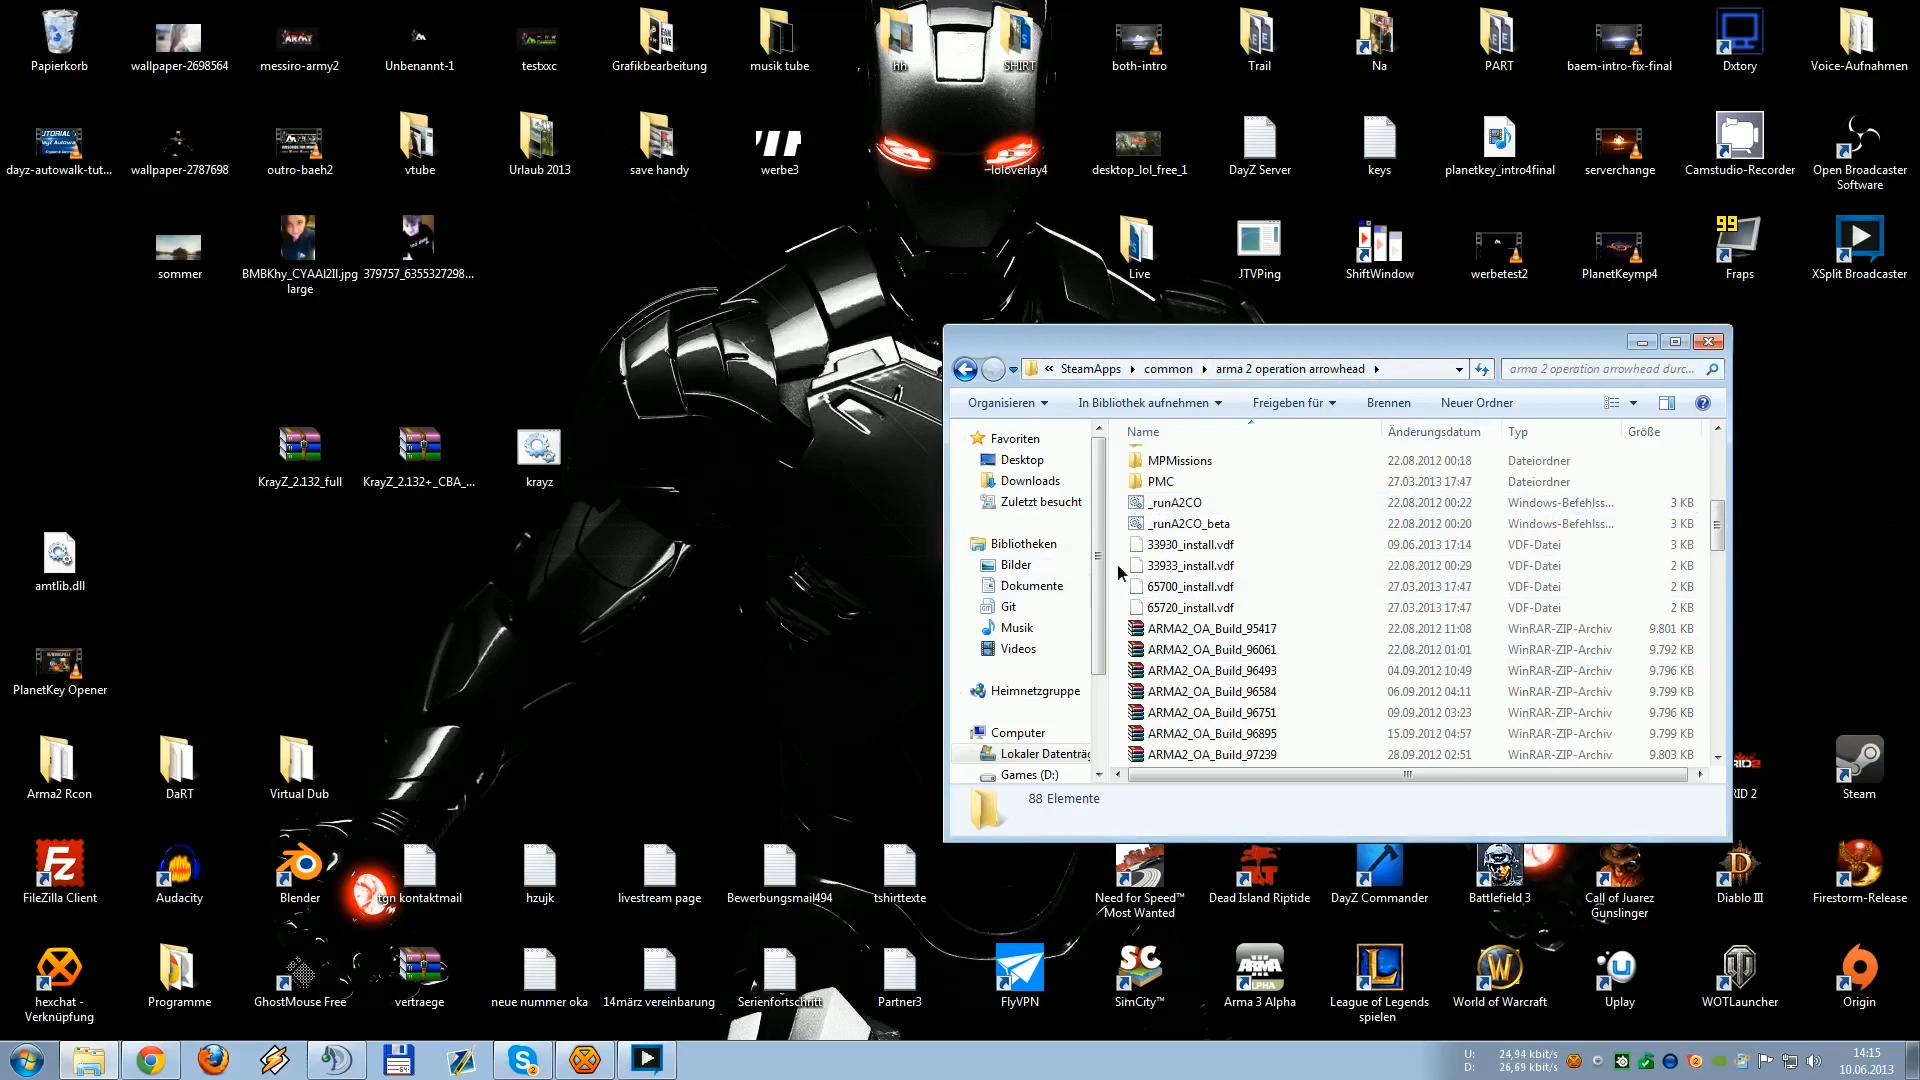 Papierkorb
wallpaper-2698564
messiro-army2
Unbenannt-1
testxxc
Grafikbearbeitung
musik tube
hh
SHIRT
both-intro
Trail
Na
PART
baem-intro-fix-final
Dxtory
Voice-Aufnahmen
dayz-autowalk-tut...
wallpaper-2787698
outro-baeh2
vtube
Urlaub 2013
save handy
werbe3
loloverlay4
desktop_lol_free_1
DayZ Server
keys
planetkey_intro4final
serverchange
Camstudio-Recorder
Open Broadcaster
Software
sommer
BMBKhy_CYAAl2Il.jpg
large
379757_6355327298...
Live
JTVPing
ShiftWindow
werbetest2
PlanetKeymp4
99
Fraps
XSplit Broadcaster
KrayZ_2.132_full
KrayZ_2.132+_CBA_...
krayz
amtlib.dll
PlanetKey Opener
« SteamApps common arma 2 operation arrowhead
arma 2 operation arrowhead durc...
Organisieren In Bibliothek aufnehmen Freigeben für Brennen Neuer Ordner
Name Änderungsdatum Typ Größe
Favoriten
Desktop
Downloads
Zuletzt besucht
Bibliotheken
Bilder
Dokumente
Git
Musik
Videos
Heimnetzgruppe
Computer
Lokaler Datenträg
Games (D:)
MPMissions 22.08.2012 00:18 Dateiordner
PMC 27.03.2013 17:47 Dateiordner
_runA2CO 22.08.2012 00:22 Windows-Befehlss... 3 KB
_runA2CO_beta 22.08.2012 00:20 Windows-Befehlss... 3 KB
33930_install.vdf 09.06.2013 17:14 VDF-Datei 3 KB
33933_install.vdf 22.08.2012 00:29 VDF-Datei 2 KB
65700_install.vdf 27.03.2013 17:47 VDF-Datei 2 KB
65720_install.vdf 27.03.2013 17:47 VDF-Datei 2 KB
ARMA2_OA_Build_95417 22.08.2012 11:08 WinRAR-ZIP-Archiv 9.801 KB
ARMA2_OA_Build_96061 22.08.2012 01:01 WinRAR-ZIP-Archiv 9.792 KB
ARMA2_OA_Build_96493 04.09.2012 10:49 WinRAR-ZIP-Archiv 9.796 KB
ARMA2_OA_Build_96584 06.09.2012 04:11 WinRAR-ZIP-Archiv 9.799 KB
ARMA2_OA_Build_96751 09.09.2012 03:23 WinRAR-ZIP-Archiv 9.796 KB
ARMA2_OA_Build_96895 15.09.2012 04:57 WinRAR-ZIP-Archiv 9.799 KB
ARMA2_OA_Build_97239 28.09.2012 02:51 WinRAR-ZIP-Archiv 9.803 KB
88 Elemente
Arma2 Rcon
DaRT
Virtual Dub
RID 2
Steam
FileZilla Client
Audacity
Blender
tgn kontaktmail
hzujk
livestream page
Bewerbungsmail494
tshirttexte
Need for Speed™
Most Wanted
Dead Island Riptide
DayZ Commander
Battlefield 3
Call of Juarez
Gunslinger
Diablo III
Firestorm-Release
hexchat -
Verknüpfung
Programme
GhostMouse Free
vertraege
neue nummer oka
14märz vereinbarung
Serienfortschritt
Partner3
FlyVPN
SimCity™
Arma 3 Alpha
League of Legends
spielen
World of Warcraft
Uplay
WOTLauncher
Origin
U: 24,94 kbit/s
D: 26,69 kbit/s
14:15
10.06.2013